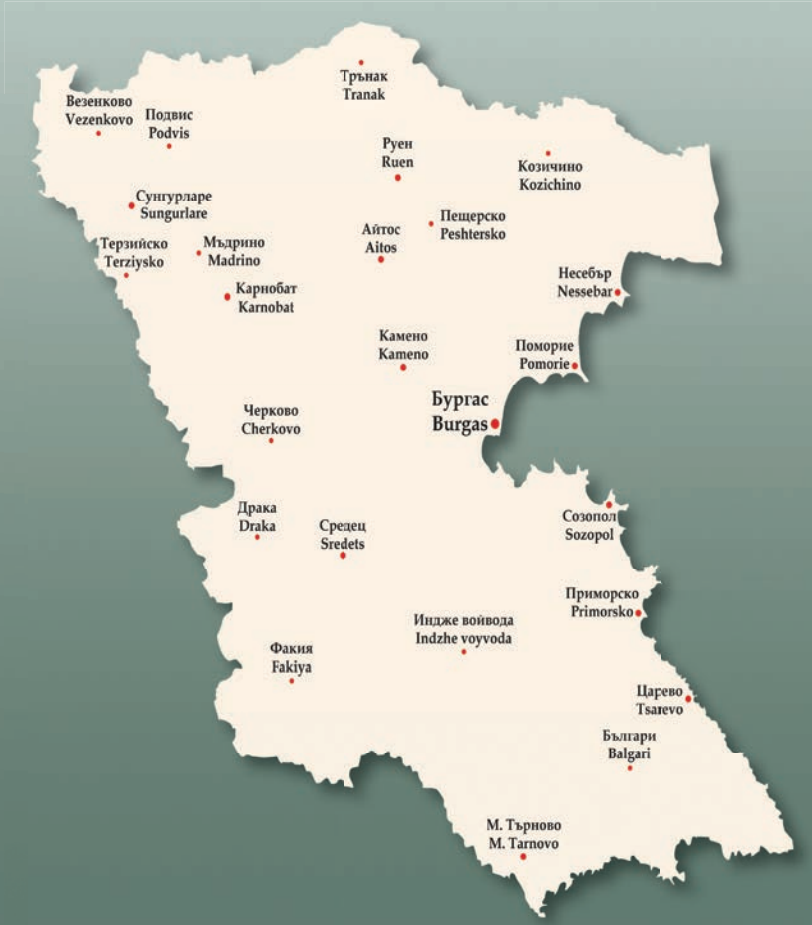 Трънак
Tranak
Везенково
Vezenkovo
Подвис
Podvis
Руен
Ruen
Козичино
Kozichino
Сунгурларе
Sungurlare
Пещерско
Peshtersko
Айтос
Aitos
Терзийско
Terziysko
Мъдрино
Madrino
Несебър
Nessebar
Карнобат
Karnobat
Камено
Kameno
Поморие
Pomorie
Бургас
Burgas
Черково
Cherkovo
Драка
Draka
Средец
Sredets
Созопол
Sozopol
Приморско
Primorsko
Индже войвода
Indzhe voyvoda
Факия
Fakiya
Царево
Tsarevo
Българи
Balgari
М. Търново
M. Tarnovo